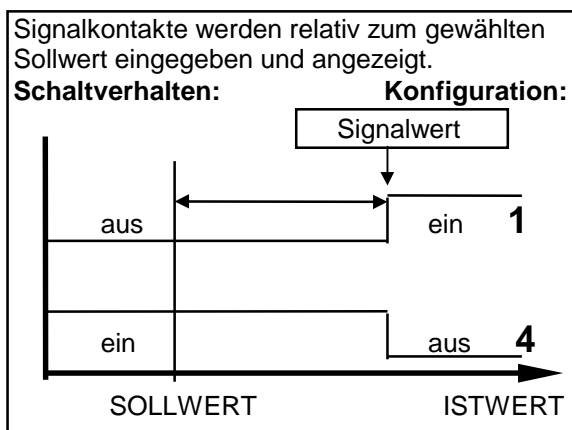 Signalkontakte werden relativ zum gewählten
Sollwert eingegeben und angezeigt.
Schaltverhalten: Konfiguration:
Signalwert
aus ein 1
ein aus 4
SOLLWERT ISTWERT